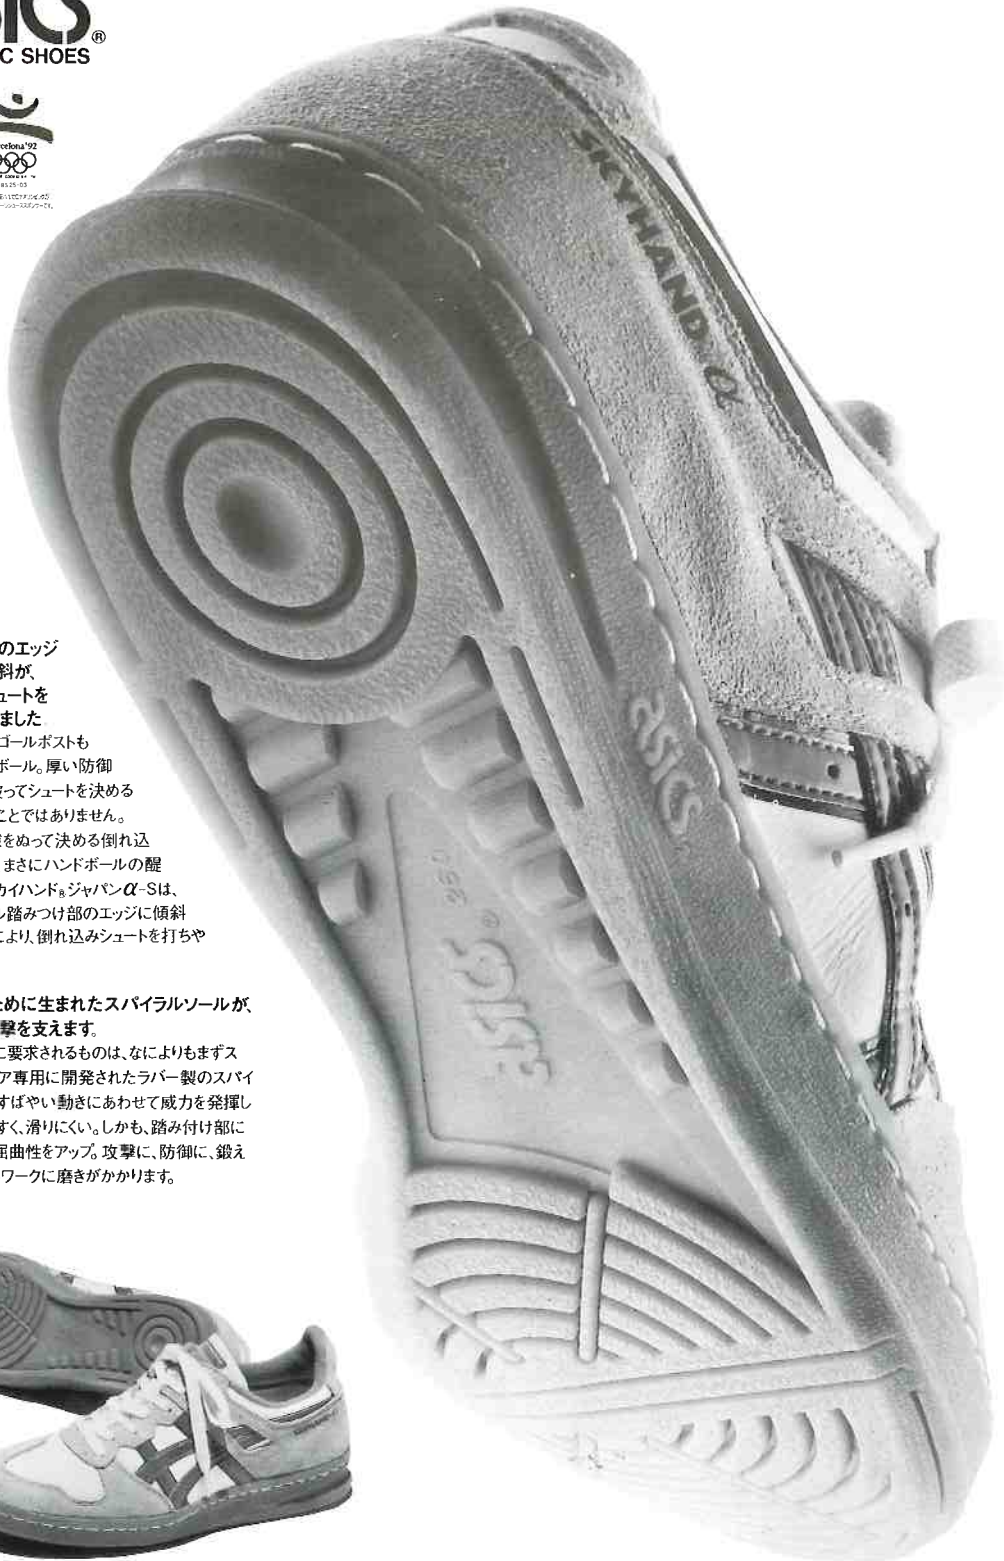 SICS®
C SHOES
rcelona'92
SKYHAND α
のエッジ
斜が、
ュートを
ました
ゴールポストも
ボール。厚い防御
ってシュートを決める
ことではありません。
をぬって決める倒れ込
まさにハンドボールの醍
カイハンド®ジャパンα-Sは、
ル踏みつけ部のエッジに傾斜
により、倒れ込みシュートを打ちや
asics
asics®
ために生まれたスパイラルソールが、
撃を支えます。
に要求されるものは、なによりもまずス
ア専用に開発されたラバー製のスパイ
すばやい動きにあわせて威力を発揮し
すく、滑りにくい。しかも、踏み付け部に
屈曲性をアップ。攻撃に、防御に、鍛え
ワークに磨きがかかります。